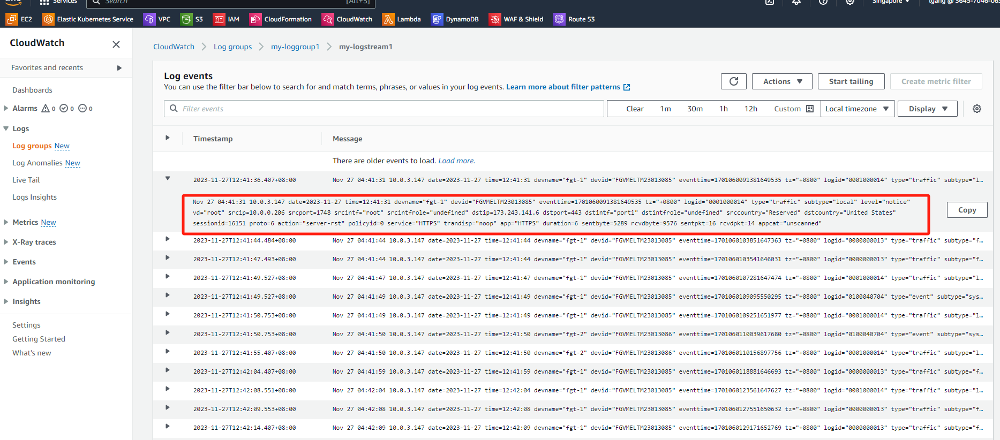 aws Services Search [Alt+S] Singapore
EC2 Elastic Kubernetes Service VPC S3 IAM CloudFormation CloudWatch Lambda DynamoDB WAF & Shield Route 53
CloudWatch
Favorites and recents
Dashboards
Alarms 0 0 0
Logs
Log groups New
Log Anomalies New
Live Tail
Logs Insights
Metrics New
X-Ray traces
Events
Application monitoring
Insights
Settings
Getting Started
What's new
CloudWatch Log groups my-loggroup1 my-logstream1
Log events
You can use the filter bar below to search for and match terms, phrases, or values in your log events. Learn more about filter patterns
Actions Start tailing Create metric filter
Filter events Clear 1m 30m 1h 12h Custom Local timezone Display
Timestamp Message
There are older events to load. Load more.
2023-11-27T12:41:36.407+08:00 Nov 27 04:41:31 10.0.3.147 date=2023-11-27 time=12:41:31 devname="fgt-1" devid="FGVMELTM23013085" eventtime=1701060091381649535 tz="+0800" logid="0001000014" type="traffic" subtype="l…
Nov 27 04:41:31 10.0.3.147 date=2023-11-27 time=12:41:31 devname="fgt-1" devid="FGVMELTM23013085" eventtime=1701060091381649535 tz="+0800" logid="0001000014" type="traffic" subtype="local" level="notice"
vd="root" srcip=10.0.0.206 srcport=1748 srcintf="root" srcintfrole="undefined" dstip=173.243.141.6 dstport=443 dstintf="port1" dstintfrole="undefined" srccountry="Reserved" dstcountry="United States"
sessionid=16151 proto=6 action="server-rst" policyid=0 service="HTTPS" trandisp="noop" app="HTTPS" duration=6 sentbyte=5289 rcvdbyte=9576 sentpkt=16 rcvdpkt=14 appcat="unscanned"
Copy
2023-11-27T12:41:44.484+08:00 Nov 27 04:41:44 10.0.3.147 date=2023-11-27 time=12:41:44 devname="fgt-1" devid="FGVMELTM23013085" eventtime=1701060103851647363 tz="+0800" logid="0000000013" type="traffic" subtype="f…
2023-11-27T12:41:47.493+08:00 Nov 27 04:41:44 10.0.3.147 date=2023-11-27 time=12:41:44 devname="fgt-1" devid="FGVMELTM23013085" eventtime=1701060103541646031 tz="+0800" logid="0000000013" type="traffic" subtype="f…
2023-11-27T12:41:49.527+08:00 Nov 27 04:41:47 10.0.3.147 date=2023-11-27 time=12:41:47 devname="fgt-1" devid="FGVMELTM23013085" eventtime=1701060107281647474 tz="+0800" logid="0001000014" type="traffic" subtype="l…
2023-11-27T12:41:49.527+08:00 Nov 27 04:41:49 10.0.3.147 date=2023-11-27 time=12:41:49 devname="fgt-1" devid="FGVMELTM23013085" eventtime=1701060109095550295 tz="+0800" logid="0100040704" type="event" subtype="sys…
2023-11-27T12:41:50.753+08:00 Nov 27 04:41:49 10.0.3.147 date=2023-11-27 time=12:41:49 devname="fgt-1" devid="FGVMELTM23013085" eventtime=1701060109251651977 tz="+0800" logid="0001000014" type="traffic" subtype="l…
2023-11-27T12:41:50.753+08:00 Nov 27 04:41:50 10.0.3.147 date=2023-11-27 time=12:41:50 devname="fgt-2" devid="FGVMELTM23013086" eventtime=1701060110039617680 tz="+0800" logid="0100040704" type="event" subtype="sys…
2023-11-27T12:41:55.407+08:00 Nov 27 04:41:50 10.0.3.147 date=2023-11-27 time=12:41:50 devname="fgt-2" devid="FGVMELTM23013086" eventtime=1701060110156897756 tz="+0800" logid="0001000014" type="traffic" subtype="l…
2023-11-27T12:42:04.407+08:00 Nov 27 04:41:59 10.0.3.147 date=2023-11-27 time=12:41:59 devname="fgt-1" devid="FGVMELTM23013085" eventtime=1701060118881646693 tz="+0800" logid="0000000013" type="traffic" subtype="f…
2023-11-27T12:42:08.551+08:00 Nov 27 04:42:04 10.0.3.147 date=2023-11-27 time=12:42:04 devname="fgt-1" devid="FGVMELTM23013085" eventtime=1701060123561647627 tz="+0800" logid="0001000014" type="traffic" subtype="l…
2023-11-27T12:42:09.553+08:00 Nov 27 04:42:08 10.0.3.147 date=2023-11-27 time=12:42:08 devname="fgt-1" devid="FGVMELTM23013085" eventtime=1701060127551650632 tz="+0800" logid="0000000013" type="traffic" subtype="f…
2023-11-27T12:42:14.407+08:00 Nov 27 04:42:09 10.0.3.147 date=2023-11-27 time=12:42:09 devname="fgt-1" devid="FGVMELTM23013085" eventtime=1701060129171652769 tz="+0800" logid="0000000013" type="traffic" subtype="f…